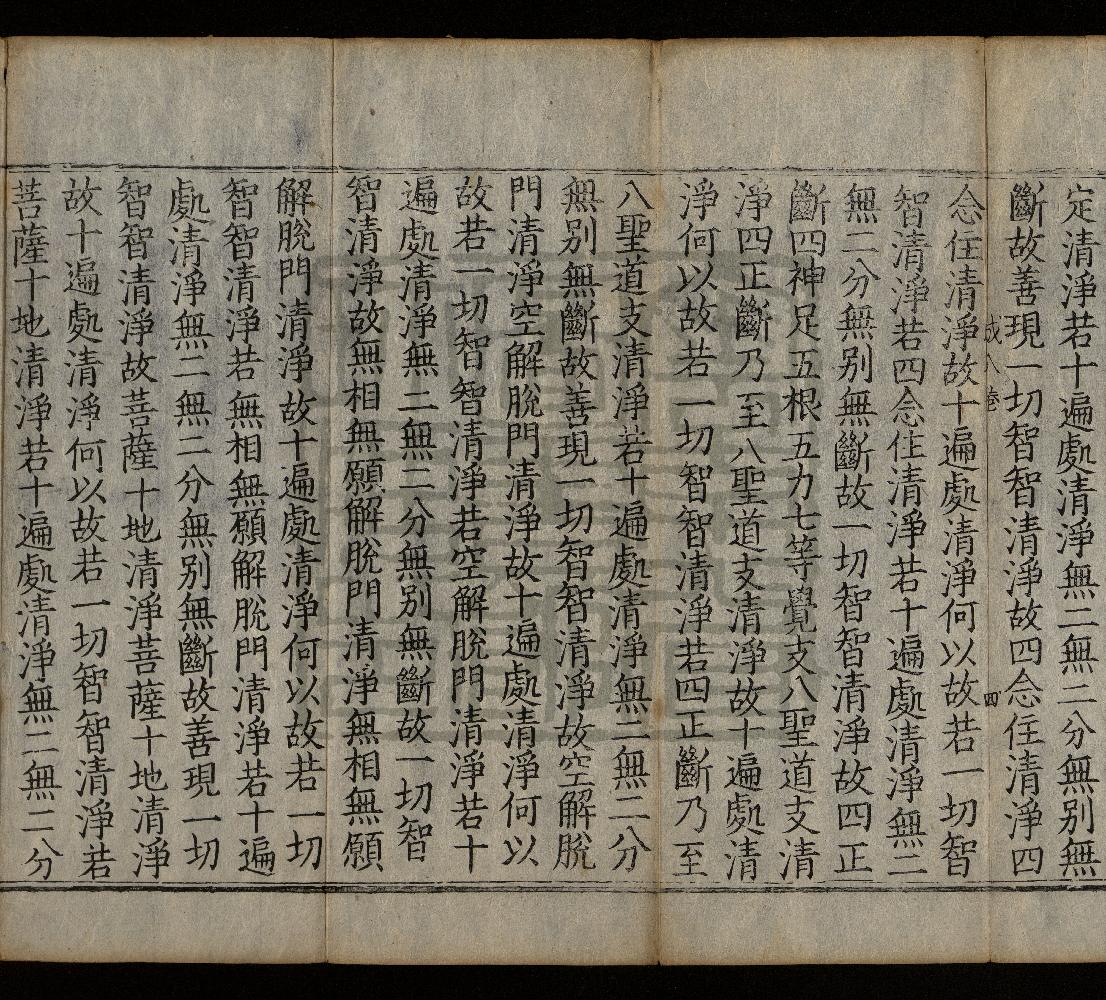 定清淨若十遍處清淨無二無二分無別無
斷故善現一切智智清淨故四念住清淨四
念住清淨故十遍處清淨何以故若一切智
智清淨若四念住清淨若十遍處清淨無二
無二分無別無斷故一切智智清淨故四正
斷四神足五根五力七等覺支八聖道支清
淨四正斷乃至八聖道支清淨故十遍處清
淨何以故若一切智智清淨若四正斷乃至
八聖道支清淨若十遍處清淨無二無二分
無別無斷故善現一切智智清淨故空解脫
門清淨空解脫門清淨故十遍處清淨何以
故若一切智智清淨若空解脫門清淨若十
遍處清淨無二無二分無別無斷故一切智
智清淨故無相無願解脫門清淨無相無願
解脫門清淨故十遍處清淨何以故若一切
智智清淨若無相無願解脫門清淨若十遍
處清淨無二無二分無別無斷故善現一切
智智清淨故菩薩十地清淨菩薩十地清淨
故十遍處清淨何以故若一切智智清淨若
菩薩十地清淨若十遍處清淨無二無二分